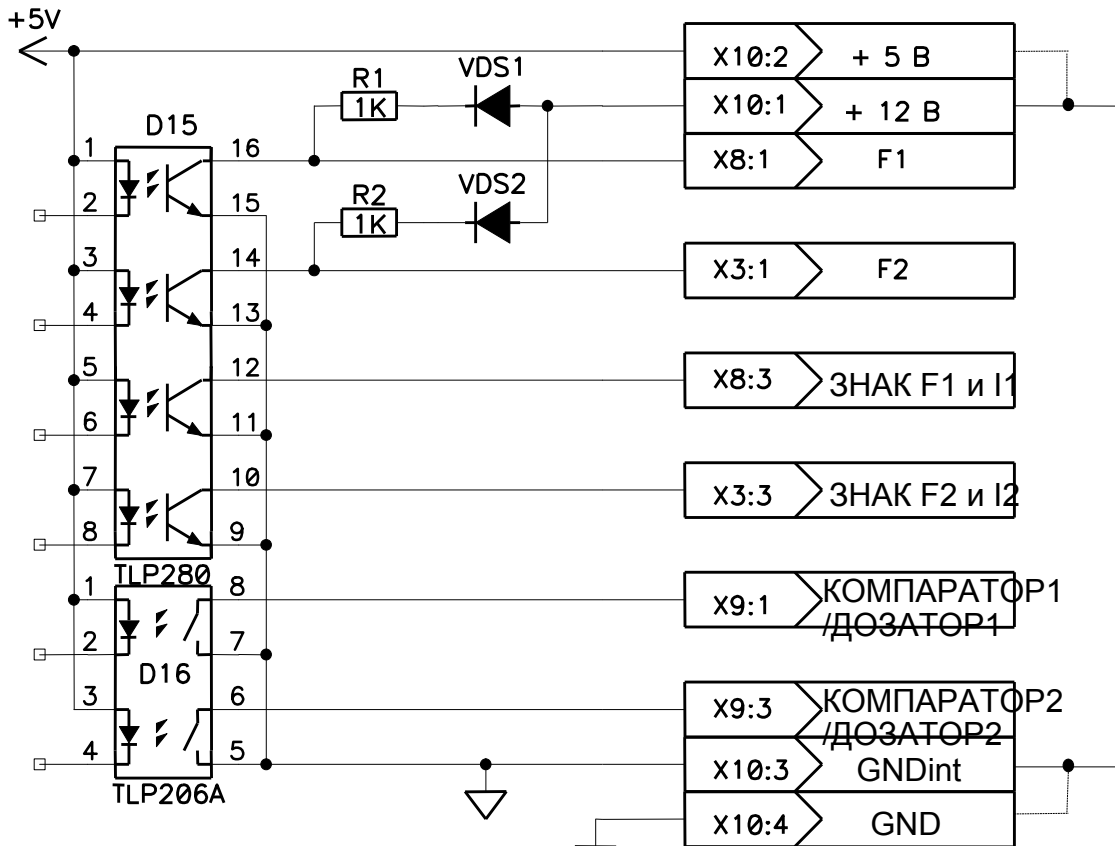 +5V
X10:2 + 5 В
R1 VDS1
1K
X10:1 + 12 В
D15
1 16
X8:1 F1
2 15
R2 VDS2
1K
3 14
X3:1 F2
4 13
5 12
X8:3 ЗНАК F1 и I1
6 11
7 10
X3:3 ЗНАК F2 и I2
8 9
TLP280
1 8
X9:1 КОМПАРАТОР1
/ДОЗАТОР1
2 7
D16
3 6
X9:3 КОМПАРАТОР2
/ДОЗАТОР2
4 5
X10:3 GNDint
TLP206A
X10:4 GND